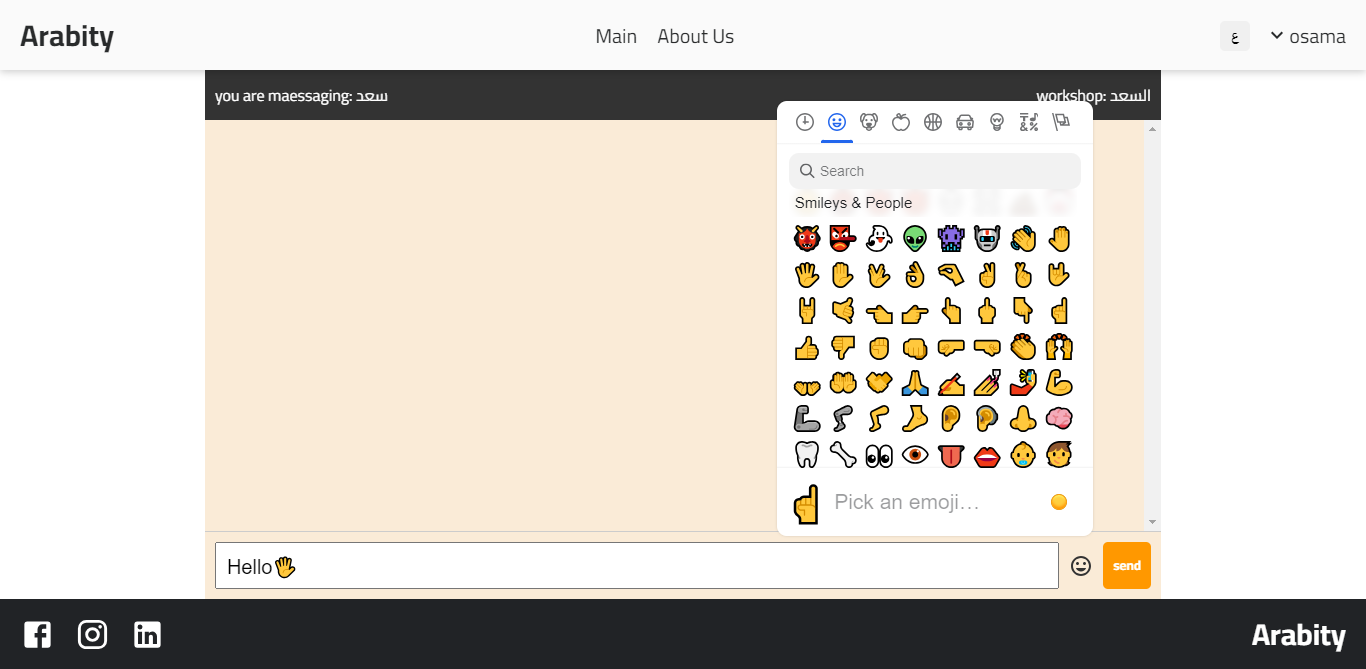 Arabity
Main
About Us
ع
osama
you are maessaging: سعد
workshop: السعد
Search
Smileys & People
Pick an emoji…
Hello🖐
send
Arabity